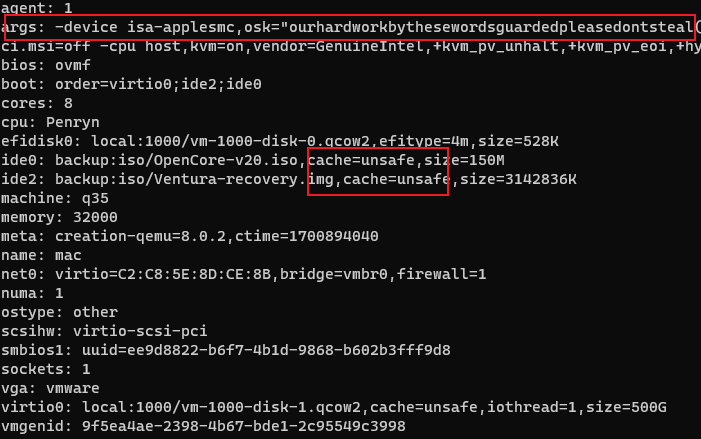 agent: 1
args: -device isa-applesmc,osk="ourhardworkbythesewordsguardedpleasedontsteal(
ci.msi=off -cpu host,kvm=on,vendor=GenuineIntel,+kvm_pv_unhalt,+kvm_pv_eoi,+hy
bios: ovmf
boot: order=virtio0;ide2;ide0
cores: 8
cpu: Penryn
efidisk0: local:1000/vm-1000-disk-0.qcow2,efitype=4m,size=528K
ide0: backup:iso/OpenCore-v20.iso,cache=unsafe,size=150M
ide2: backup:iso/Ventura-recovery.img,cache=unsafe,size=3142836K
machine: q35
memory: 32000
meta: creation-qemu=8.0.2,ctime=1700894040
name: mac
net0: virtio=C2:C8:5E:8D:CE:8B,bridge=vmbr0,firewall=1
numa: 1
ostype: other
scsihw: virtio-scsi-pci
smbios1: uuid=ee9d8822-b6f7-4b1d-9868-b602b3fff9d8
sockets: 1
vga: vmware
virtio0: local:1000/vm-1000-disk-1.qcow2,cache=unsafe,iothread=1,size=500G
vmgenid: 9f5ea4ae-2398-4b67-bde1-2c95549c3998